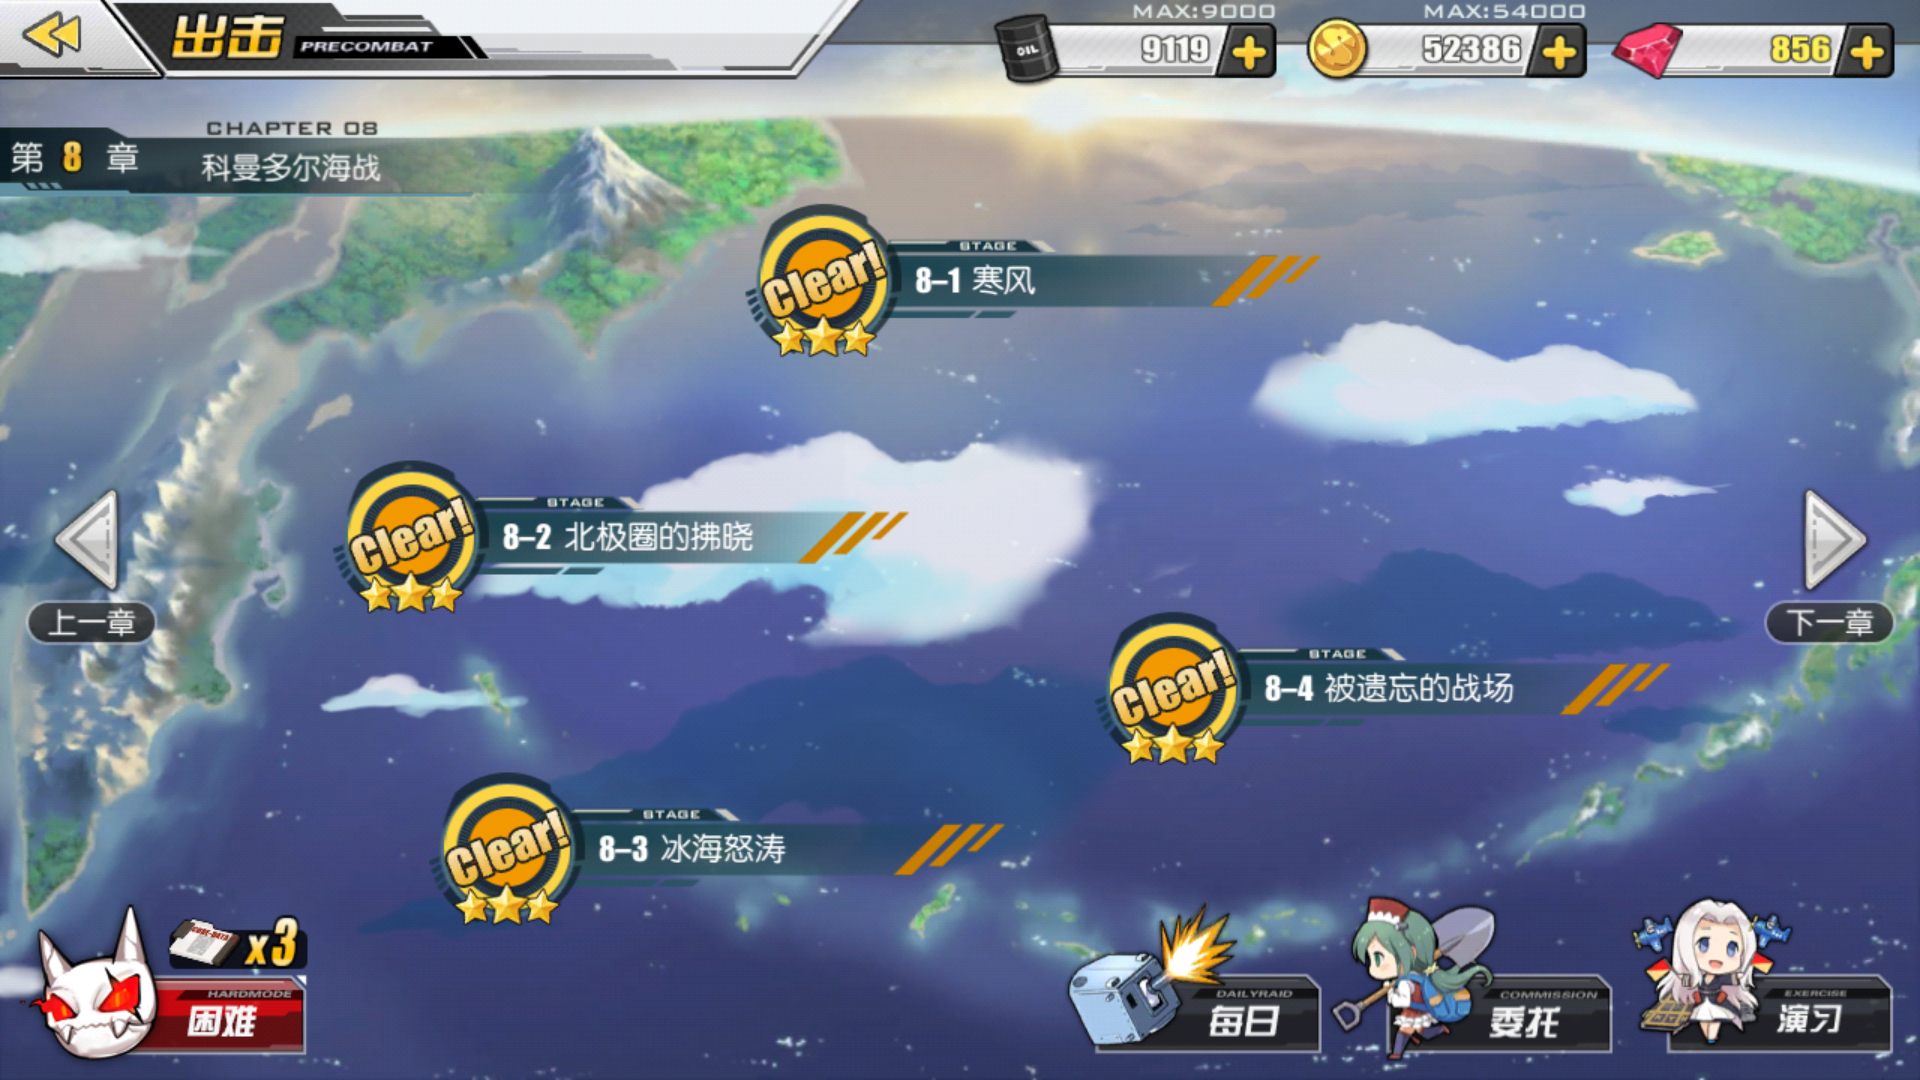 出击 PRECOMBAT
OIL
MAX:9000
9119
MAX:54000
52386
856
第 8 章
CHAPTER 08
科曼多尔海战
Clear!
STAGE
8-1 寒风
Clear!
STAGE
8-2 北极圈的拂晓
上一章
下一章
Clear!
STAGE
8-4 被遗忘的战场
Clear!
STAGE
8-3 冰海怒涛
x3
HARDMODE
困难
DAILYRAID
每日
COMMISSION
委托
EXERCISE
演习